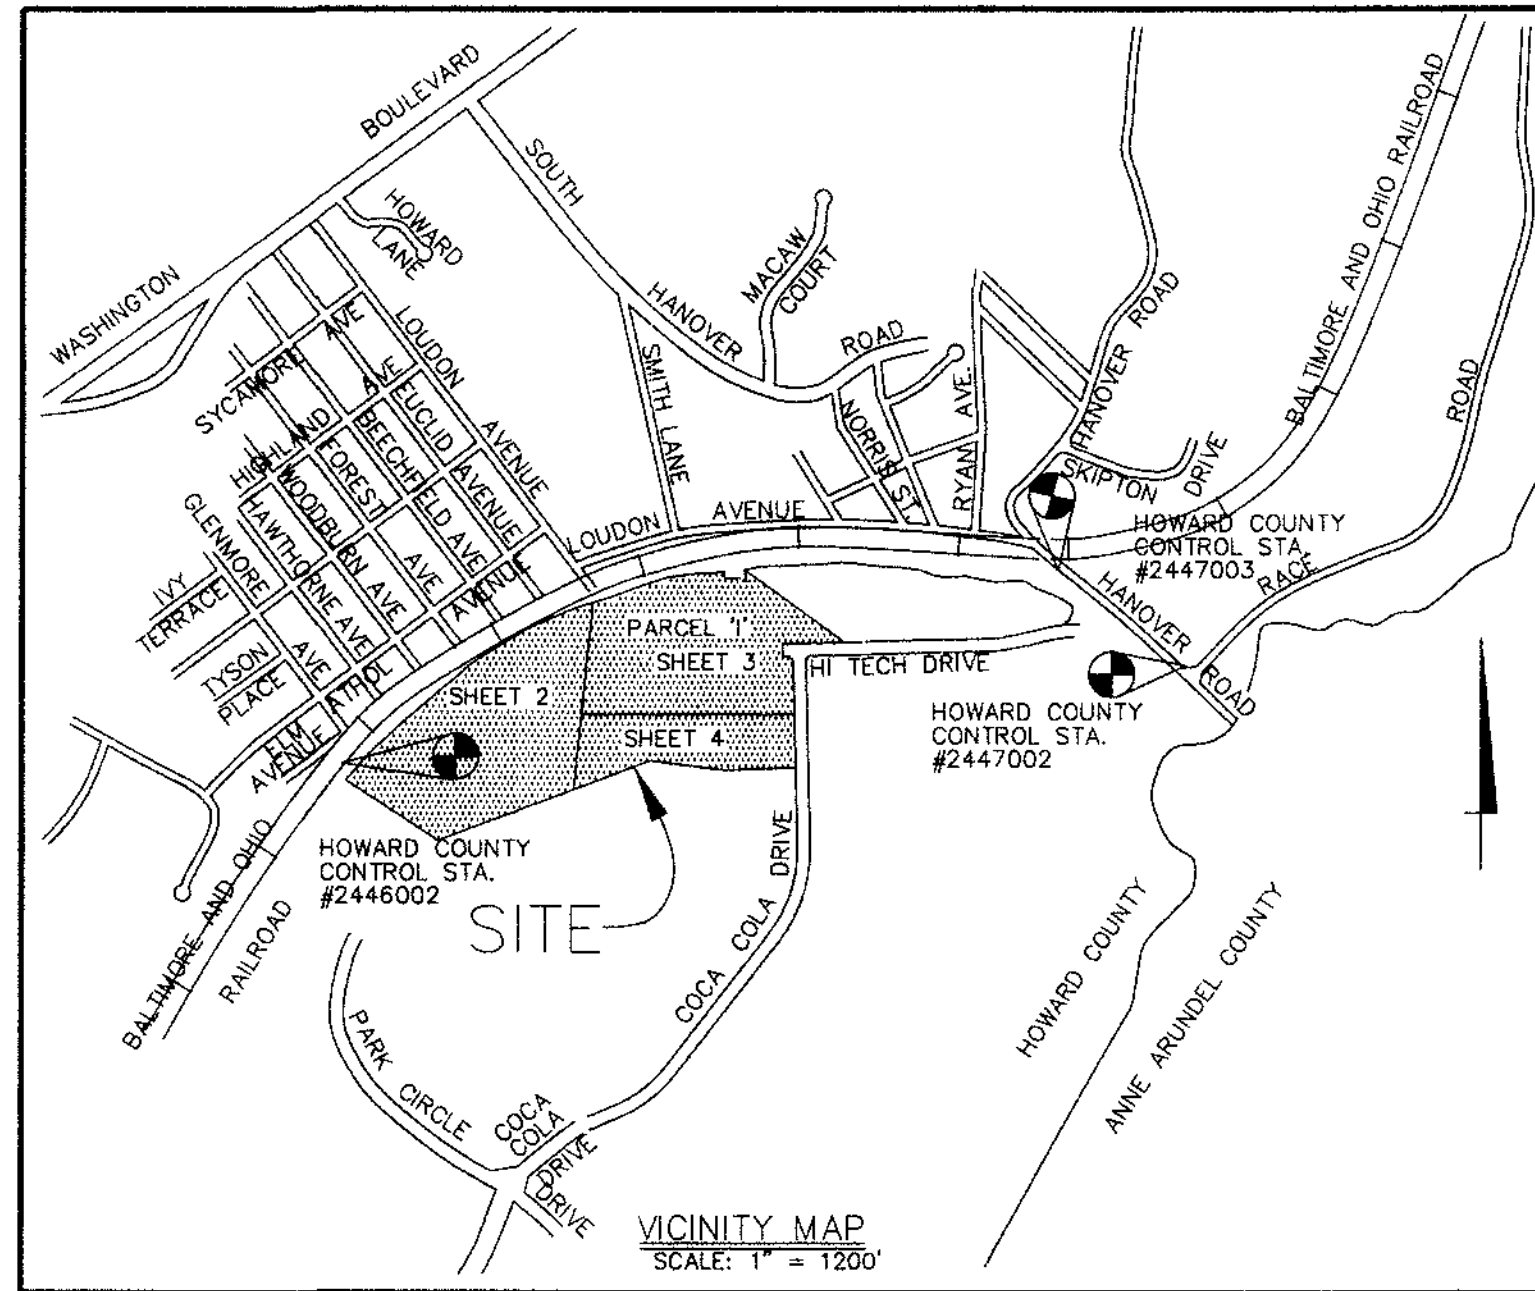 WASHINGTON
BOULEVARD
SOUTH
HANOVER
ROAD
HOWARD
LANE
MACAW
COURT
SMITH LANE
LOUDON
AVENUE
SYCAMORE AVE
HIGHLAND AVE
EUCLID
AVENUE
BEECHFIELD AVE
FOREST
AVE
WOODBURN AVE
HAWTHORNE AVE
GLENMORE
AVE
IVY
TERRACE
TYSON
PLACE
ELM
AVENUE
ATHOL
AVENUE
LOUDON
AVENUE
NORRIS ST.
RYAN AVE.
HANOVER
ROAD
SKIPTON
DRIVE
BALTIMORE AND OHIO RAILROAD
RACE
ROAD
HANOVER
ROAD
HOWARD COUNTY
CONTROL STA.
#2447003
HOWARD COUNTY
CONTROL STA.
#2447002
PARCEL 'I'
SHEET 3
SHEET 2
SHEET 4
HI TECH DRIVE
HOWARD COUNTY
CONTROL STA.
#2446002
SITE
BALTIMORE AND OHIO
RAILROAD
COCA COLA DRIVE
PARK CIRCLE
COCA
COLA
DRIVE
DRIVE
HOWARD COUNTY
ANNE ARUNDEL COUNTY
VICINITY MAP
SCALE: 1" = 1200'